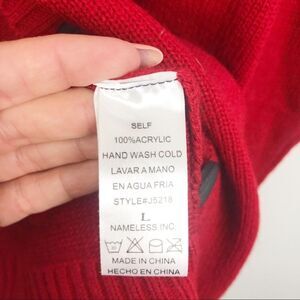 SELF
100%ACRYLIC
HAND WASH COLD
LAVAR A MANO
EN AGUA FRIA
STYLE#J5218
L
NAMELESS INC.
MADE IN CHINA
HECHO EN CHINA